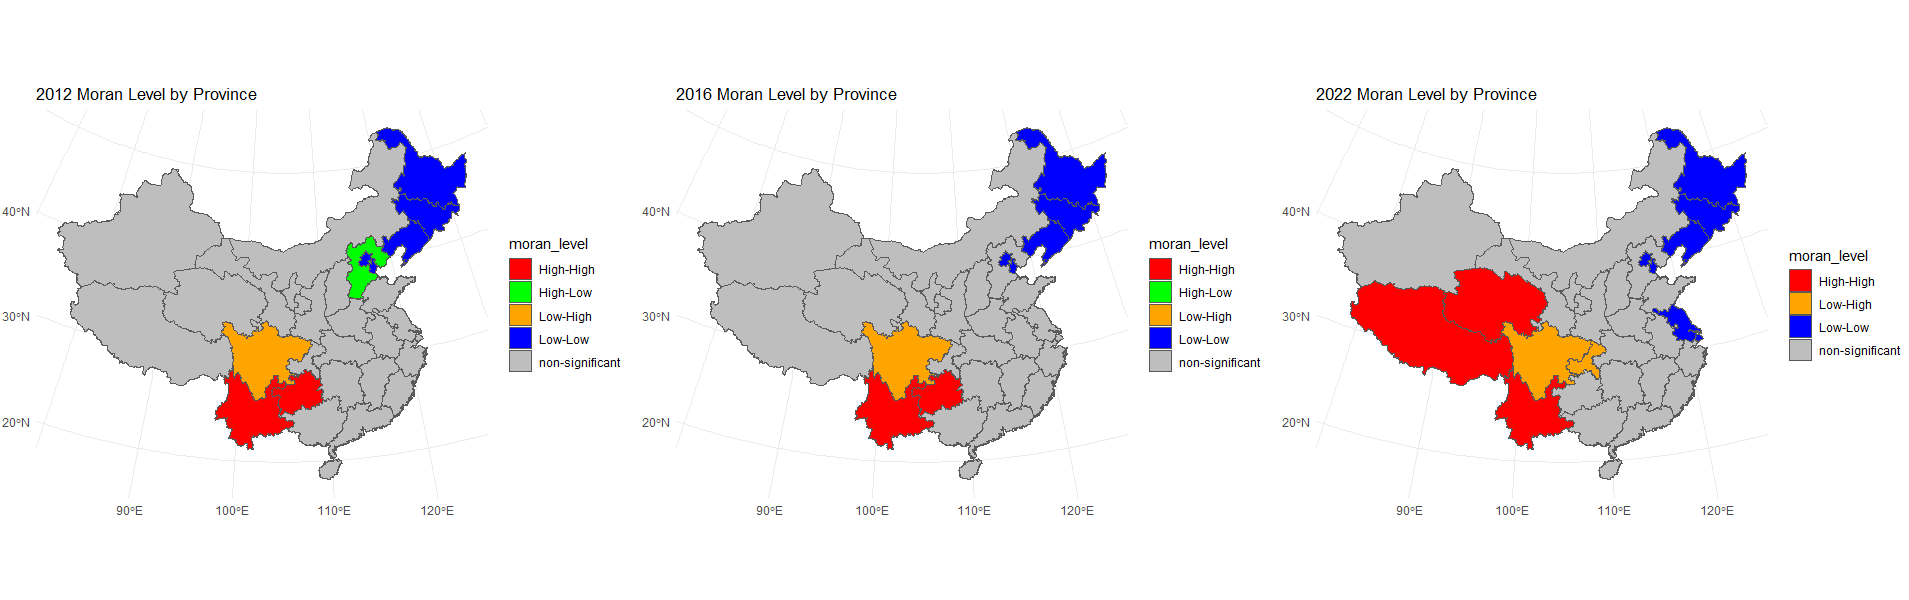 2012 Moran Level by Province
40°N
30°N
20°N
90°E
100°E
110°E
120°E
moran_level
High-High
High-Low
Low-High
Low-Low
non-significant
2016 Moran Level by Province
40°N
30°N
20°N
90°E
100°E
110°E
120°E
moran_level
High-High
High-Low
Low-High
Low-Low
non-significant
2022 Moran Level by Province
40°N
30°N
20°N
90°E
100°E
110°E
120°E
moran_level
High-High
Low-High
Low-Low
non-significant